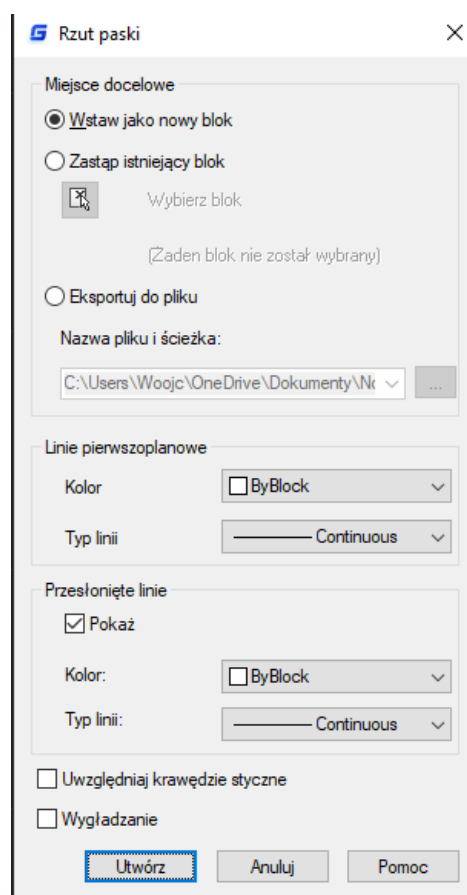 G Rzut paski
Miejsce docelowe
Wstaw jako nowy blok
Zastąp istniejący blok
Wybierz blok
(Żaden blok nie został wybrany)
Eksportuj do pliku
Nazwa pliku i ścieżka:
C:\Users\Woojc\OneDrive\Dokumenty\No
...
Linie pierwszoplanowe
Kolor ByBlock
Typ linii Continuous
Przesłonięte linie
Pokaż
Kolor: ByBlock
Typ linii: Continuous
Uwzględniaj krawędzie styczne
Wygładzanie
Utwórz Anuluj Pomoc